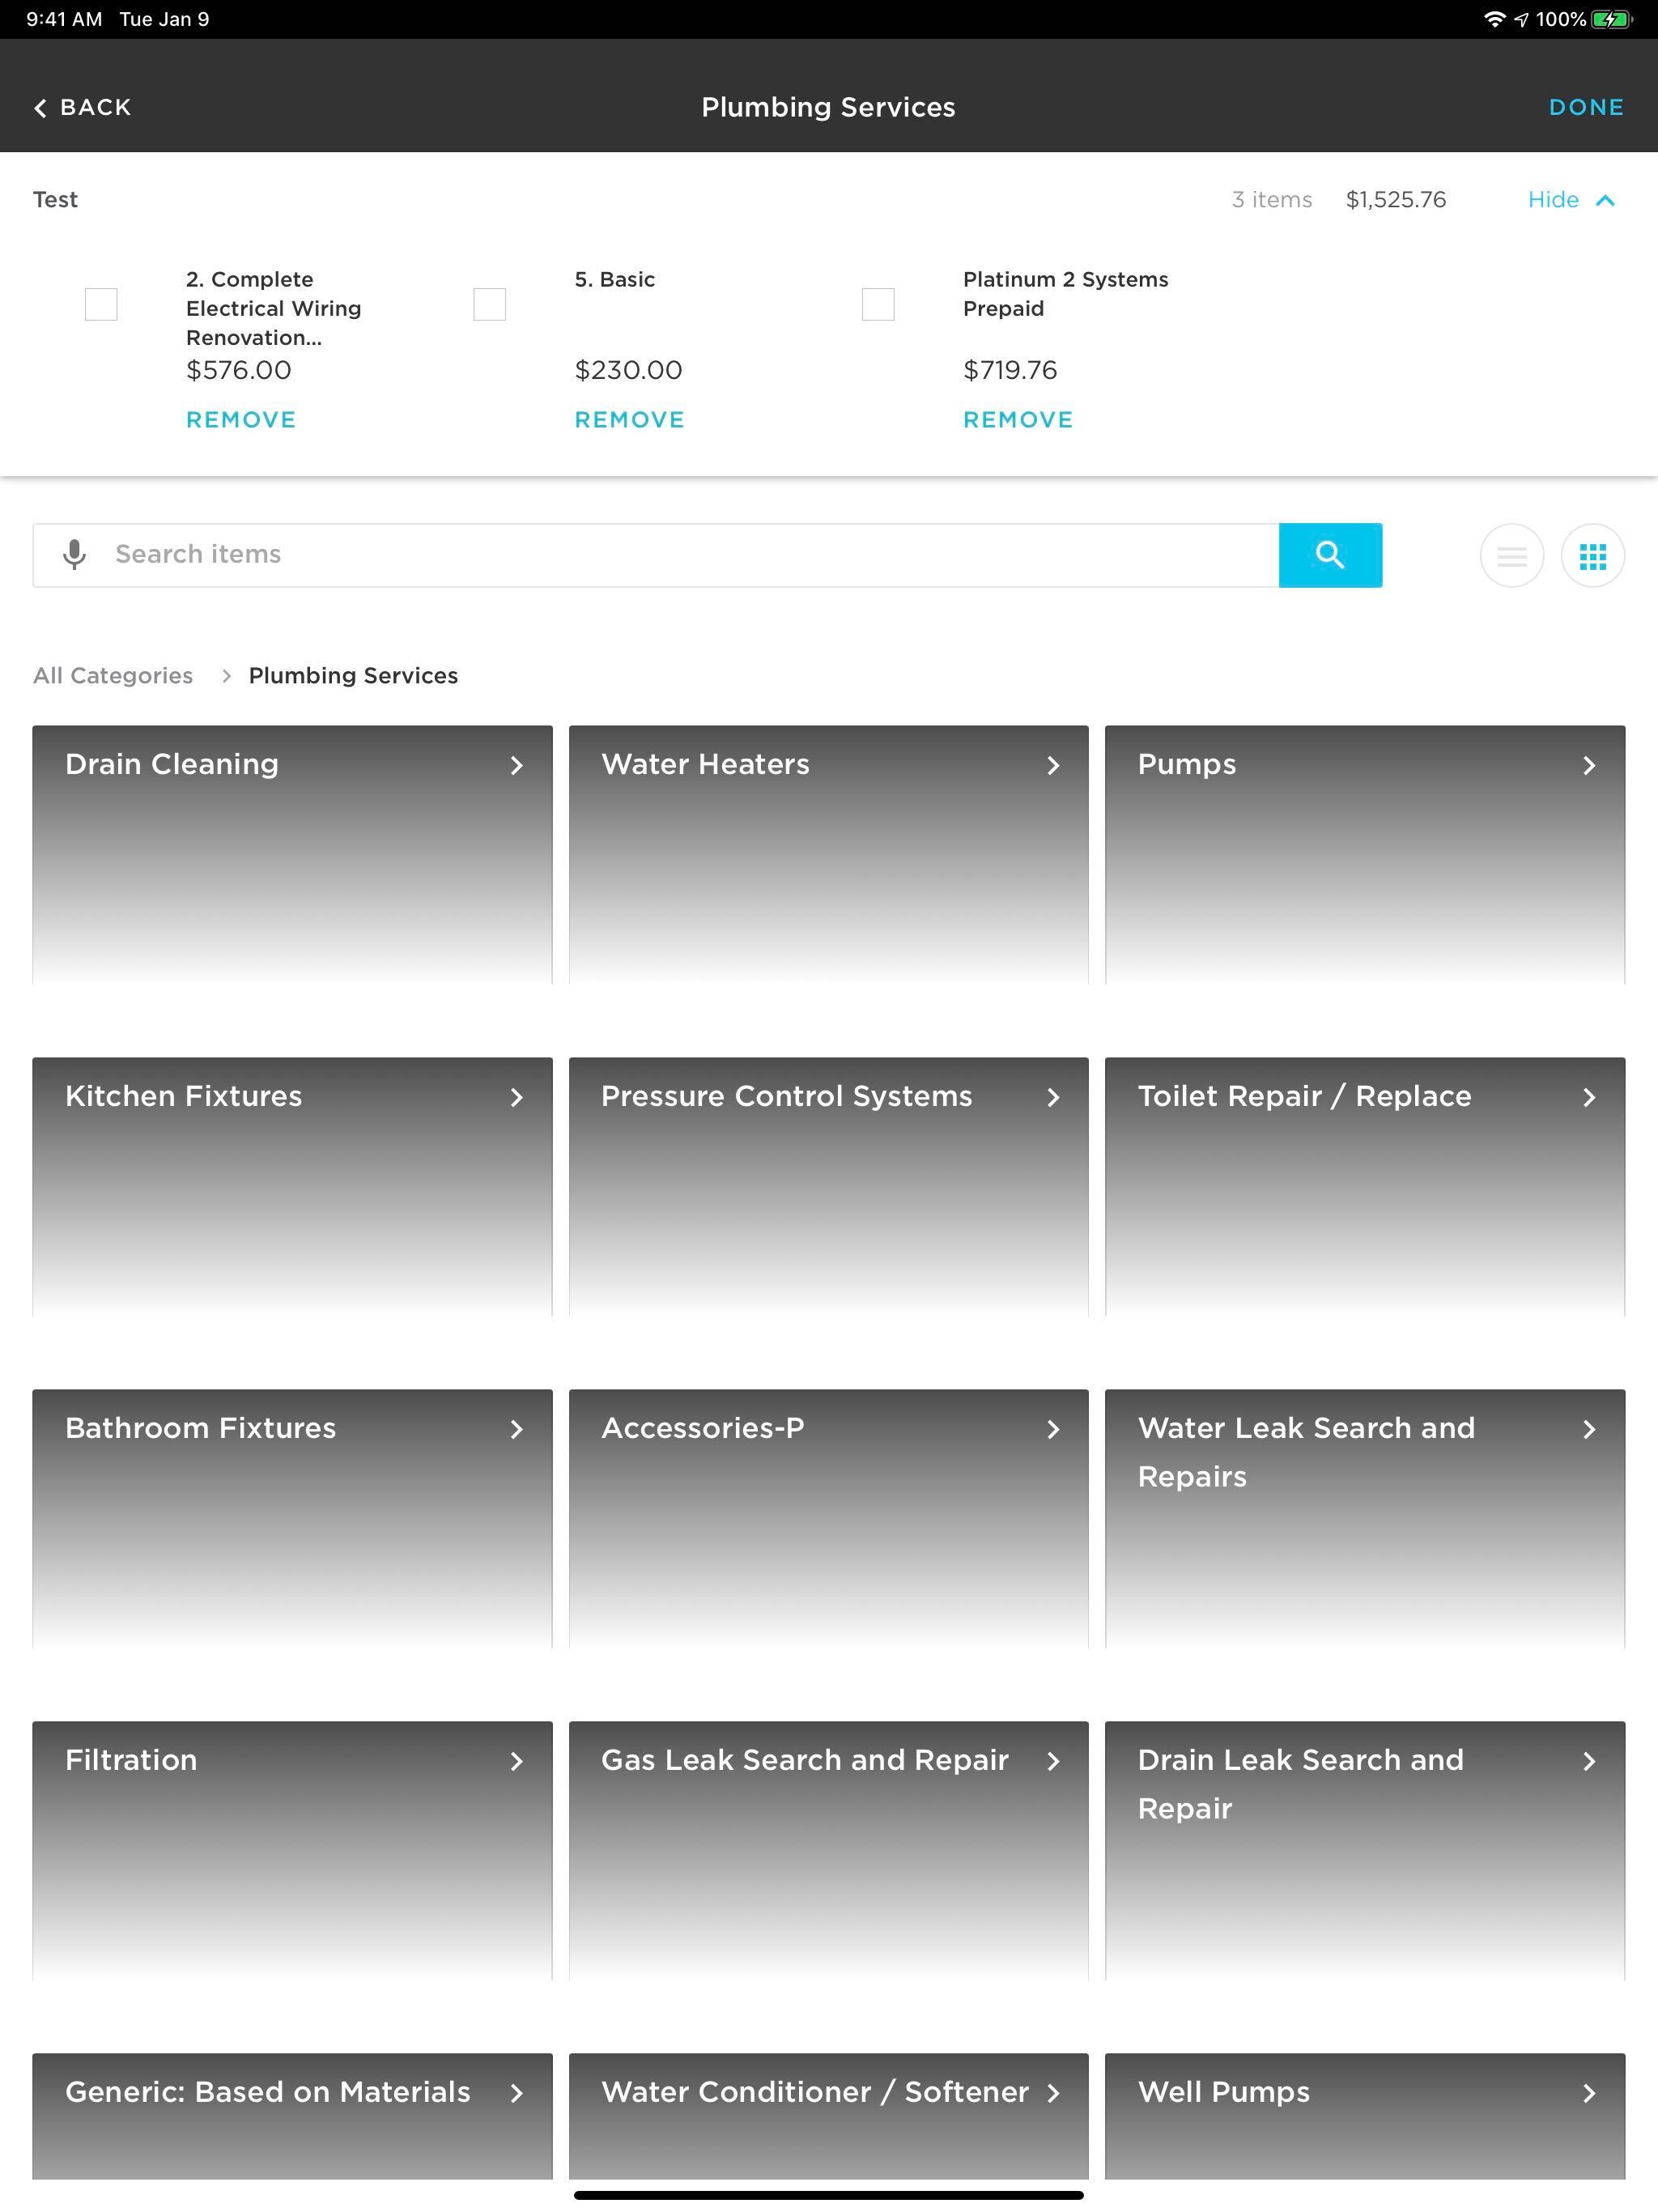 9:41 AM Tue Jan 9 100%
BACK Plumbing Services DONE
Test 3 items $1,525.76 Hide
2. Complete
Electrical Wiring
Renovation...
$576.00
REMOVE
5. Basic
$230.00
REMOVE
Platinum 2 Systems
Prepaid
$719.76
REMOVE
Search items
All Categories > Plumbing Services
Drain Cleaning
Water Heaters
Pumps
Kitchen Fixtures
Pressure Control Systems
Toilet Repair / Replace
Bathroom Fixtures
Accessories-P
Water Leak Search and
Repairs
Filtration
Gas Leak Search and Repair
Drain Leak Search and
Repair
Generic: Based on Materials
Water Conditioner / Softener
Well Pumps